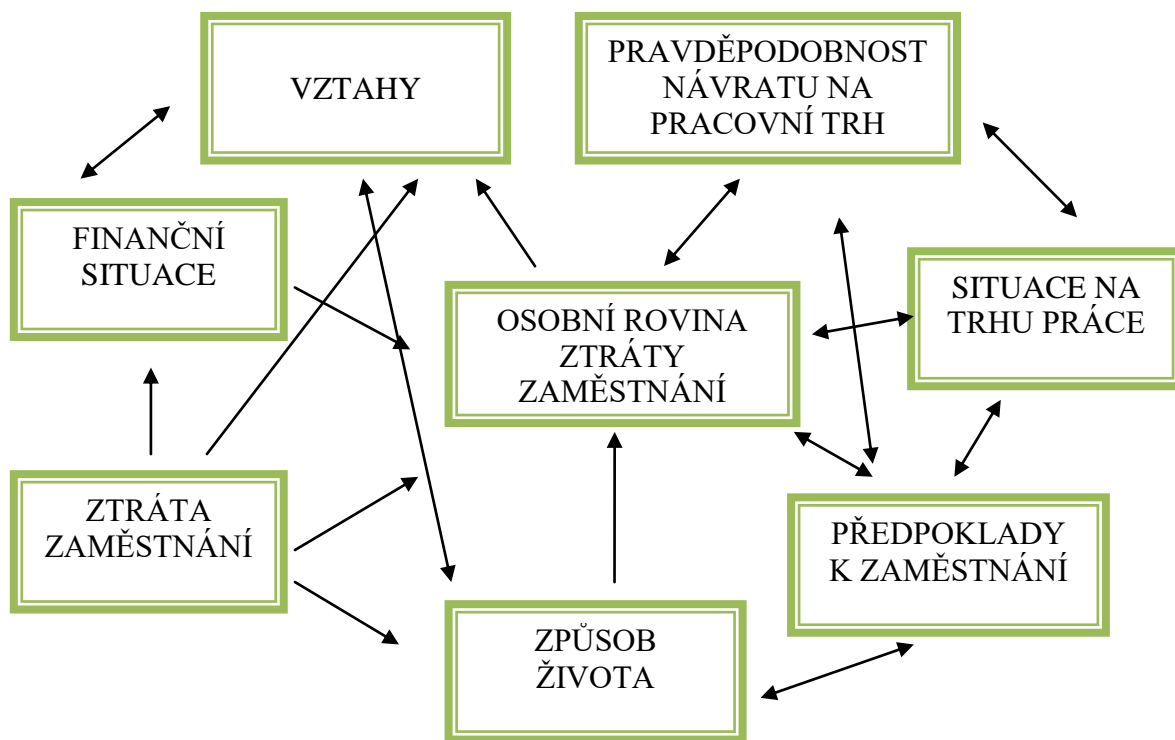 VZTAHY
PRAVDĚPODOBNOST
NÁVRATU NA
PRACOVNÍ TRH
FINANČNÍ
SITUACE
OSOBNÍ ROVINA
ZTRÁTY
ZAMĚSTNÁNÍ
SITUACE NA
TRHU PRÁCE
ZTRÁTA
ZAMĚSTNÁNÍ
PŘEDPOKLADY
K ZAMĚSTNÁNÍ
ZPŮSOB
ŽIVOTA